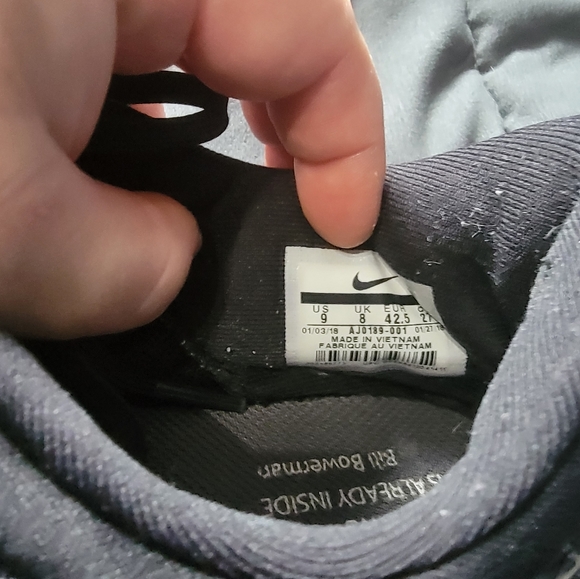 US UK EUR
9 8 42.5 27
01/03/18 AJ0189-001 01/27/18
MADE IN VIETNAM
FABRIQUE AU VIETNAM
ALREADY INSIDE
Bill Bowerman